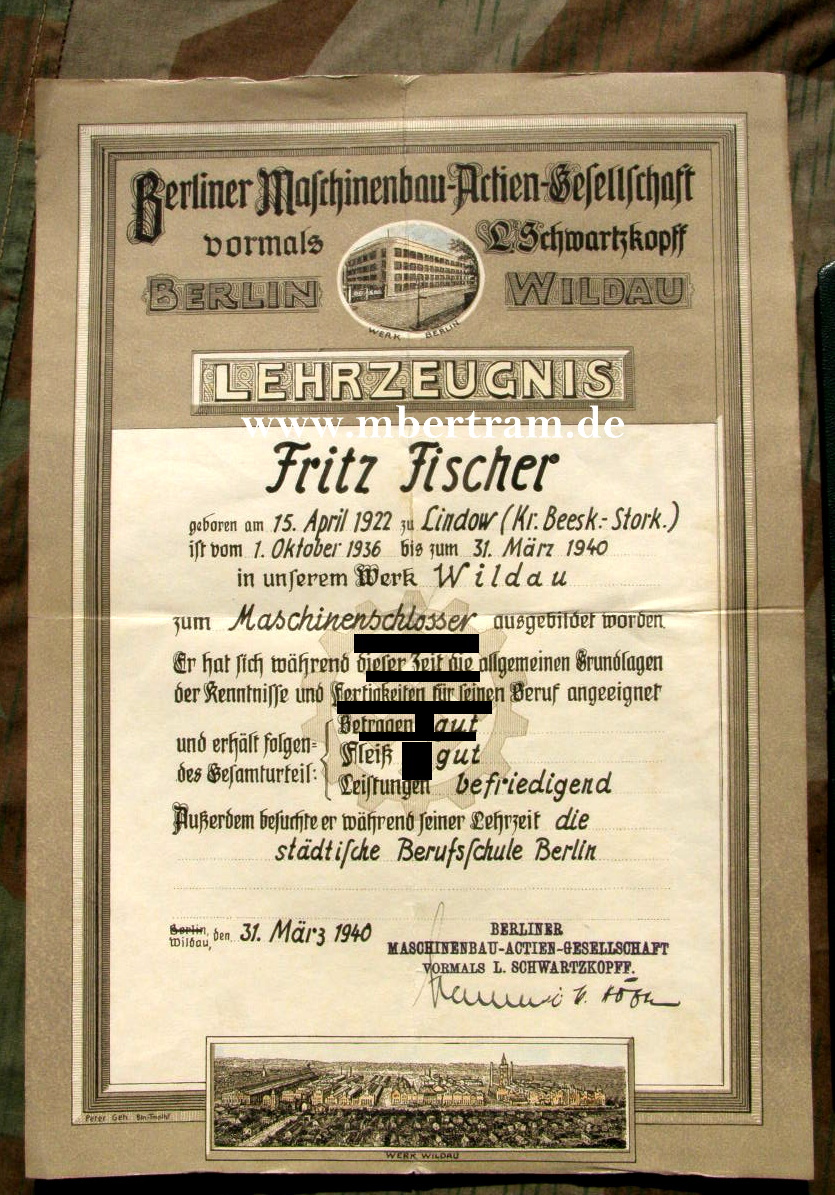 Berliner Maschinenbau-Actien-Gesellschaft
vormals L. Schwartzkopff
BERLIN WILDAU
WERK BERLIN
LEHRZEUGNIS
www.mbertram.de
Fritz Fischer
geboren am 15. April 1922 zu Lindow (Kr. Beesk.-Stork.)
ist vom 1. Oktober 1936 bis zum 31. März 1940
in unserem Werk Wildau
zum Maschinenschlosser ausgebildet worden.
Er hat sich während dieser Zeit die allgemeinen Grundlagen
der Kenntnisse und Fertigkeiten für seinen Beruf angeeignet
und erhält folgen=
des Gesamturteil:
Betragen gut
Fleiß gut
Leistungen befriedigend
Außerdem besuchte er während seiner Lehrzeit die
städtische Berufsschule Berlin
Berlin,
Wildau, den 31. März 1940
BERLINER
MASCHINENBAU-ACTIEN-GESELLSCHAFT
VORMALS L. SCHWARTZKOPFF.
Peter Geh.
WERK WILDAU